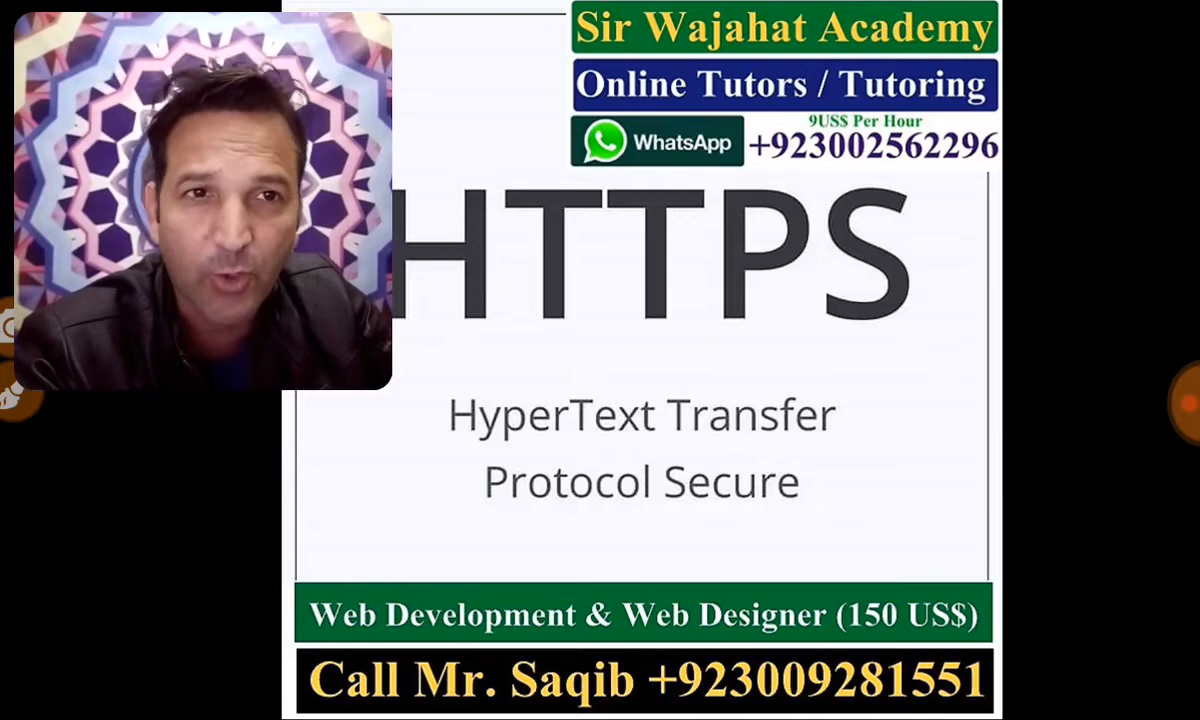 Sir Wajahat Academy
Online Tutors / Tutoring
9US$ Per Hour
WhatsApp +923002562296
HTTPS
HyperText Transfer
Protocol Secure
Web Development & Web Designer (150 US$)
Call Mr. Saqib +923009281551